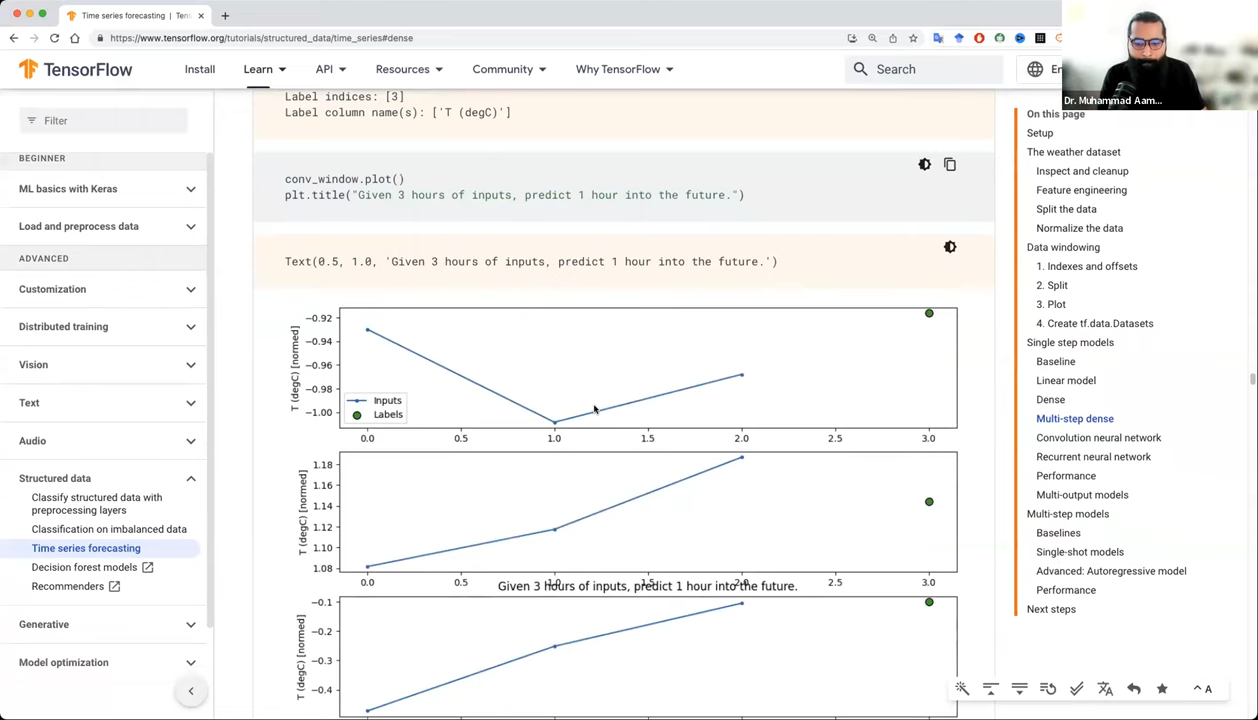 Time series forecasting | Ten
https://www.tensorflow.org/tutorials/structured_data/time_series#dense
TensorFlow
Install
Learn
API
Resources
Community
Why TensorFlow
Search
En
Dr. Muhammad Aam...
Filter
BEGINNER
ML basics with Keras
Load and preprocess data
ADVANCED
Customization
Distributed training
Vision
Text
Audio
Structured data
Classify structured data with
preprocessing layers
Classification on imbalanced data
Time series forecasting
Decision forest models
Recommenders
Generative
Model optimization
Label indices: [3]
Label column name(s): ['T (degC)']
conv_window.plot()
plt.title("Given 3 hours of inputs, predict 1 hour into the future.")
Text(0.5, 1.0, 'Given 3 hours of inputs, predict 1 hour into the future.')
T (degC) [normed]
−0.92
−0.94
−0.96
−0.98
−1.00
Inputs
Labels
0.0 0.5 1.0 1.5 2.0 2.5 3.0
T (degC) [normed]
1.18
1.16
1.14
1.12
1.10
1.08
0.0 0.5 1.0 1.5 2.0 2.5 3.0
Given 3 hours of inputs, predict 1 hour into the future.
T (degC) [normed]
−0.1
−0.2
−0.3
−0.4
On this page
Setup
The weather dataset
Inspect and cleanup
Feature engineering
Split the data
Normalize the data
Data windowing
1. Indexes and offsets
2. Split
3. Plot
4. Create tf.data.Datasets
Single step models
Baseline
Linear model
Dense
Multi-step dense
Convolution neural network
Recurrent neural network
Performance
Multi-output models
Multi-step models
Baselines
Single-shot models
Advanced: Autoregressive model
Performance
Next steps
A